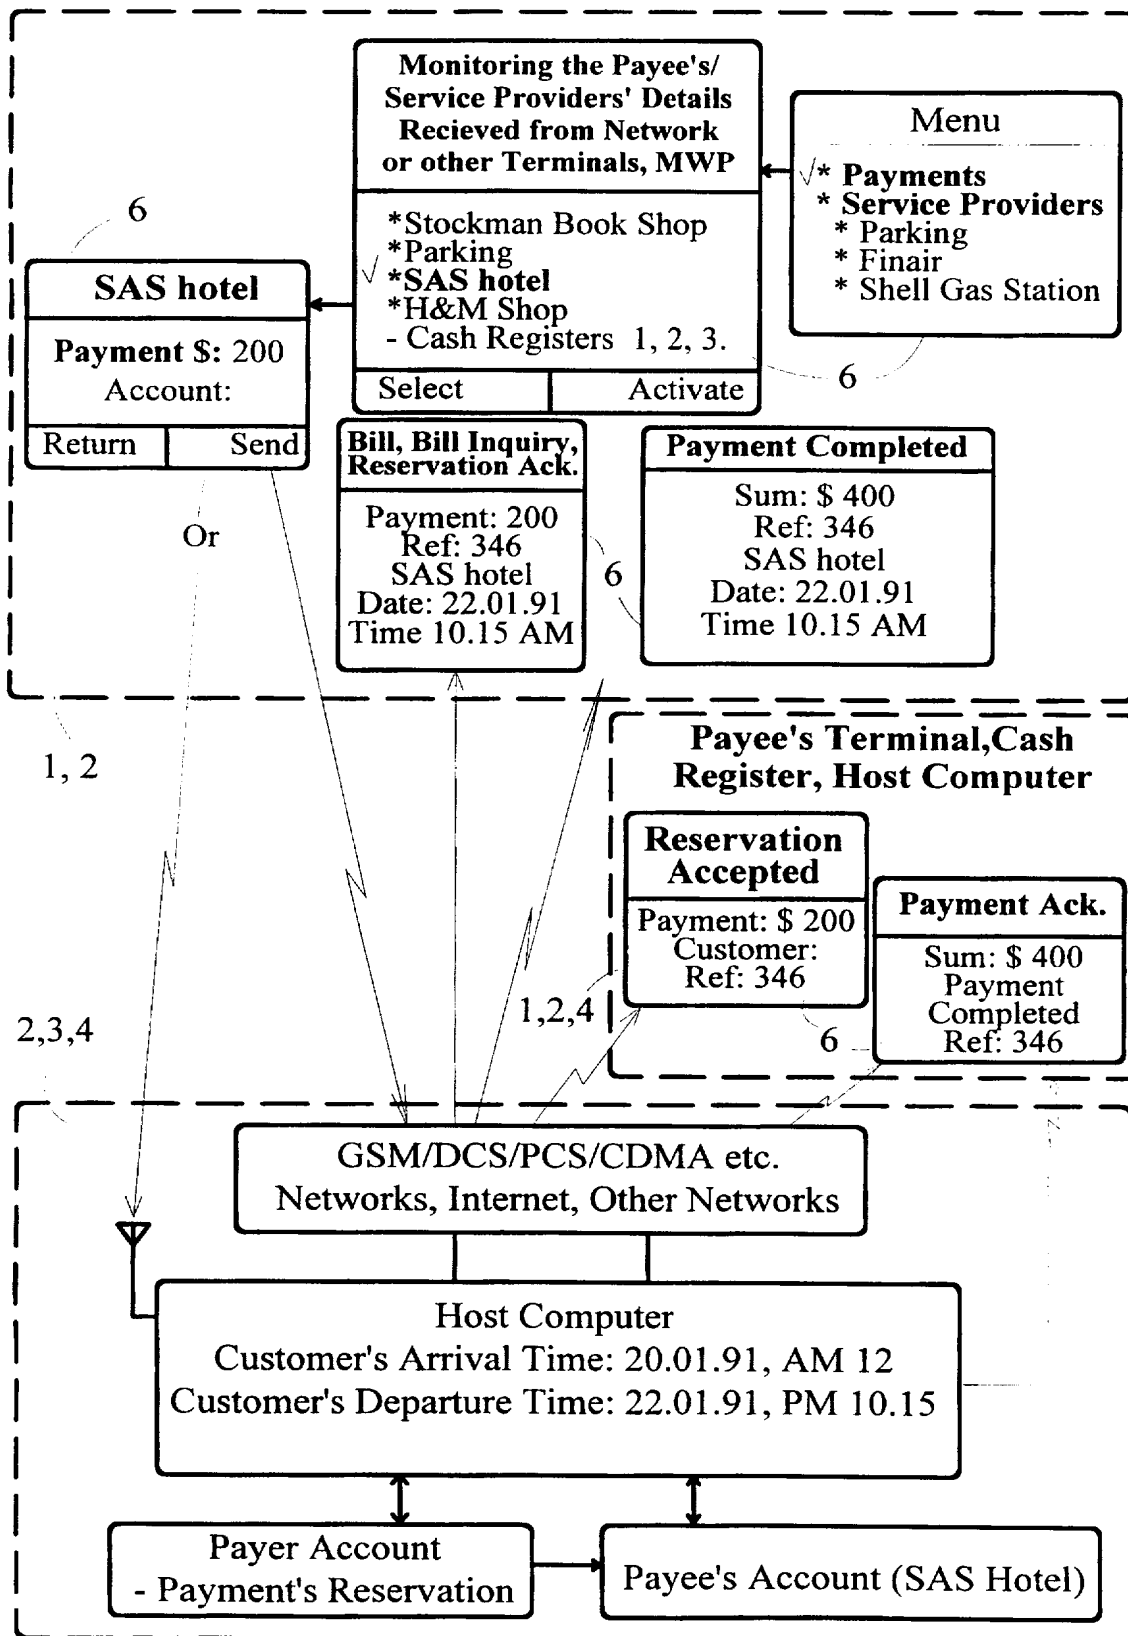 Monitoring the Payee's/
Service Providers' Details
Recieved from Network
or other Terminals, MWP
*Stockman Book Shop
*Parking
√ *SAS hotel
*H&M Shop
- Cash Registers 1, 2, 3.
Select Activate
Menu
√* Payments
* Service Providers
* Parking
* Finair
* Shell Gas Station
6
6
SAS hotel
Payment $: 200
Account:
Return Send
Or
Bill, Bill Inquiry,
Reservation Ack.
Payment: 200
Ref: 346
SAS hotel
Date: 22.01.91
Time 10.15 AM
6
Payment Completed
Sum: $ 400
Ref: 346
SAS hotel
Date: 22.01.91
Time 10.15 AM
1, 2
Payee's Terminal,Cash
Register, Host Computer
Reservation
Accepted
Payment: $ 200
Customer:
Ref: 346
Payment Ack.
Sum: $ 400
Payment
Completed
Ref: 346
1,2,4
6
2,3,4
GSM/DCS/PCS/CDMA etc.
Networks, Internet, Other Networks
Host Computer
Customer's Arrival Time: 20.01.91, AM 12
Customer's Departure Time: 22.01.91, PM 10.15
Payer Account
- Payment's Reservation
Payee's Account (SAS Hotel)